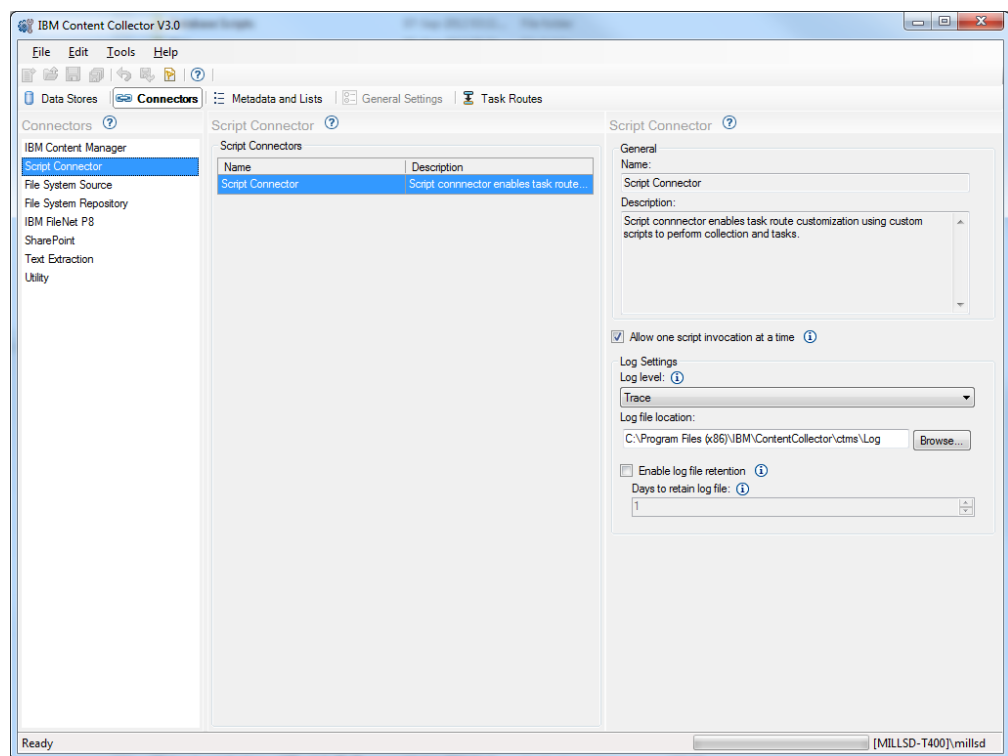 IBM Content Collector V3.0
File Edit Tools Help
Data Stores Connectors Metadata and Lists General Settings Task Routes
Connectors
IBM Content Manager
Script Connector
File System Source
File System Repository
IBM FileNet P8
SharePoint
Text Extraction
Utility
Script Connector
Script Connectors
Name Description
Script Connector Script connnector enables task route...
Script Connector
General
Name:
Script Connector
Description:
Script connnector enables task route customization using custom
scripts to perform collection and tasks.
Allow one script invocation at a time
Log Settings
Log level:
Trace
Log file location:
C:\Program Files (x86)\IBM\ContentCollector\ctms\Log Browse...
Enable log file retention
Days to retain log file:
1
Ready [MILLSD-T400]\millsd